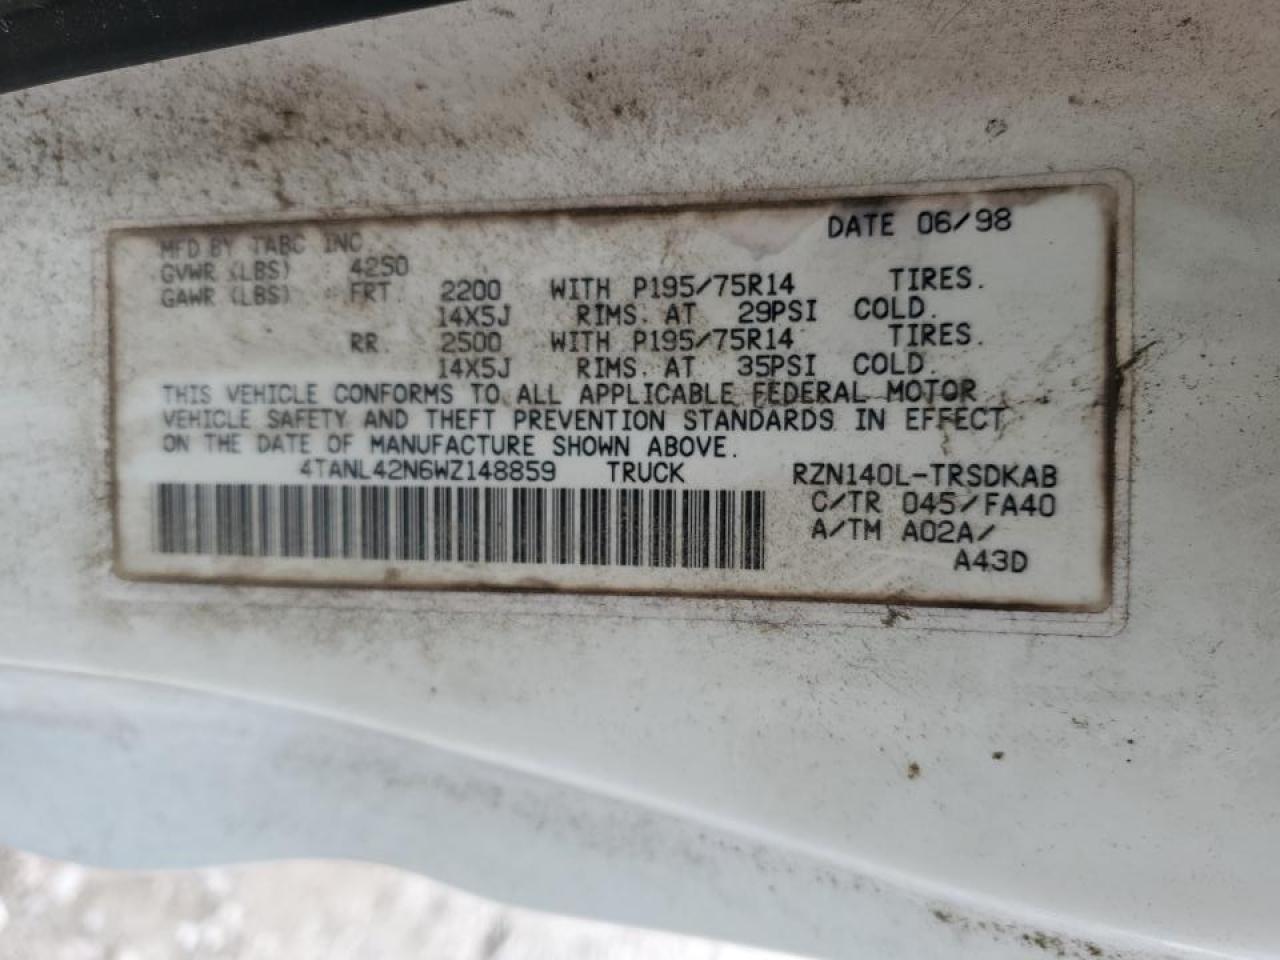 DATE 06/98
MFD BY TABC INC
GVWR (LBS) 4250
GAWR (LBS) FRT. 2200 WITH P195/75R14 TIRES.
14X5J RIMS. AT 29PSI COLD.
RR. 2500 WITH P195/75R14 TIRES.
14X5J RIMS. AT 35PSI COLD.
THIS VEHICLE CONFORMS TO ALL APPLICABLE FEDERAL MOTOR
VEHICLE SAFETY AND THEFT PREVENTION STANDARDS IN EFFECT
ON THE DATE OF MANUFACTURE SHOWN ABOVE.
4TANL42N6WZ148859 TRUCK RZN140L-TRSDKAB
C/TR 045/FA40
A/TM A02A/
A43D